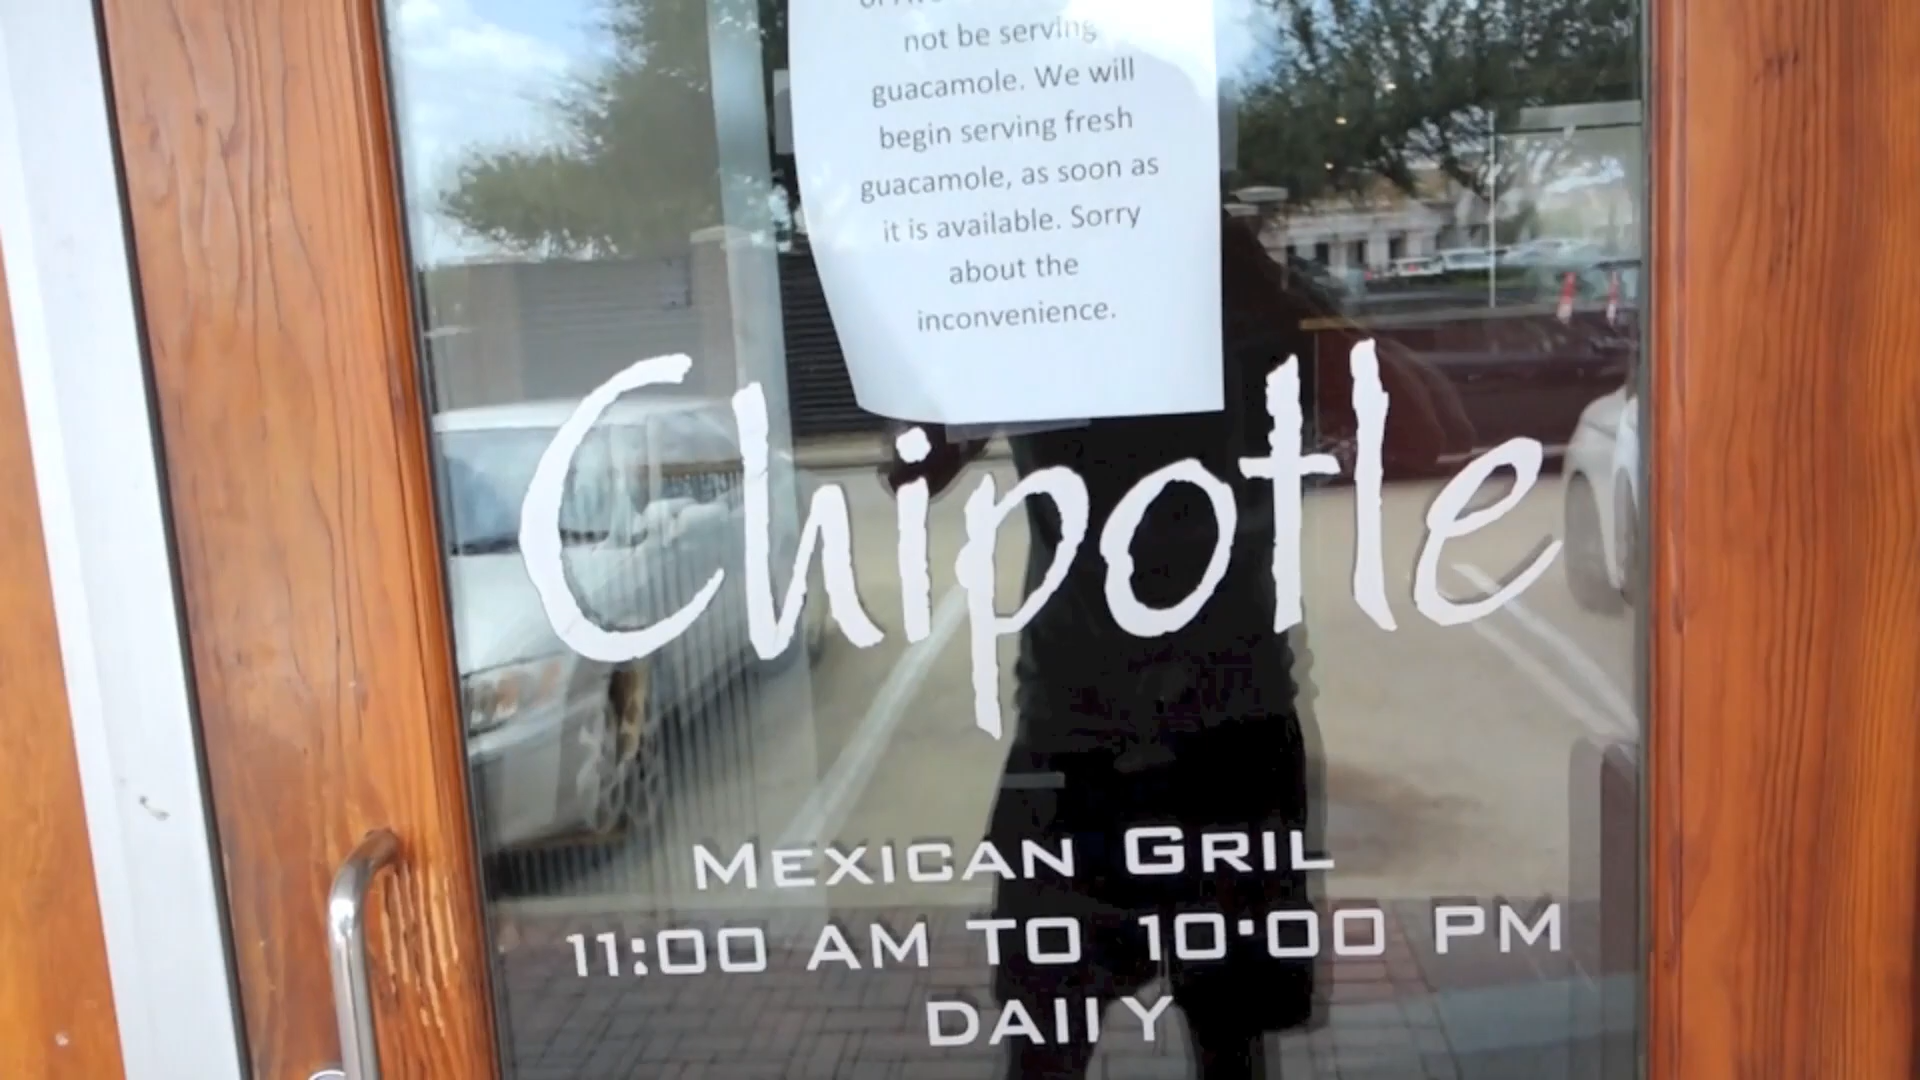 not be serving
guacamole. We will
begin serving fresh
guacamole, as soon as
it is available. Sorry
about the
inconvenience.
Chipotle
MEXICAN GRIL
11:00 AM TO 10:00 PM
DAIIY